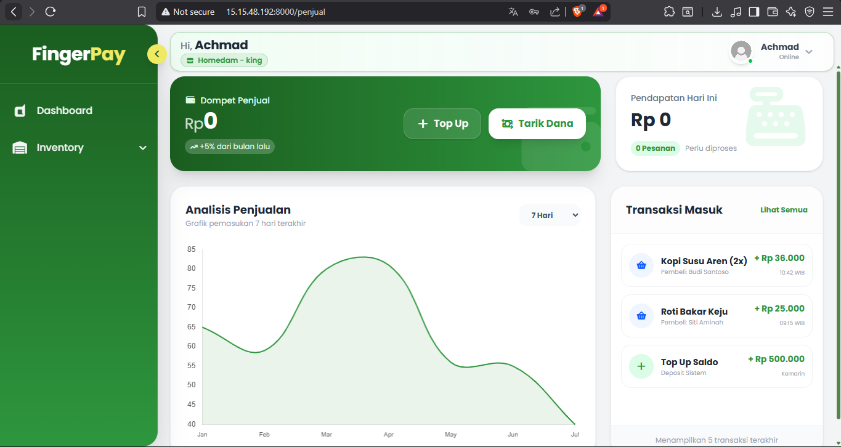 Not secure 15.15.48.192:8000/penjual
FingerPay
Dashboard
Inventory
Hi, Achmad
Homedam - king
Achmad
Online
Dompet Penjual
Rp0
+5% dari bulan lalu
+ Top Up
Tarik Dana
Pendapatan Hari Ini
Rp 0
0 Pesanan Perlu diproses
Analisis Penjualan
Grafik pemasukan 7 hari terakhir
7 Hari
85
80
75
70
65
60
55
50
45
40
Jan Feb Mar Apr May Jun Jul
Transaksi Masuk
Lihat Semua
Kopi Susu Aren (2x) + Rp 36.000
Pembeli: Budi Santoso 10:42 WIB
Roti Bakar Keju + Rp 25.000
Pembeli: Siti Aminah 09:15 WIB
Top Up Saldo + Rp 500.000
Deposit Sistem Kemarin
Menampilkan 5 transaksi terakhir